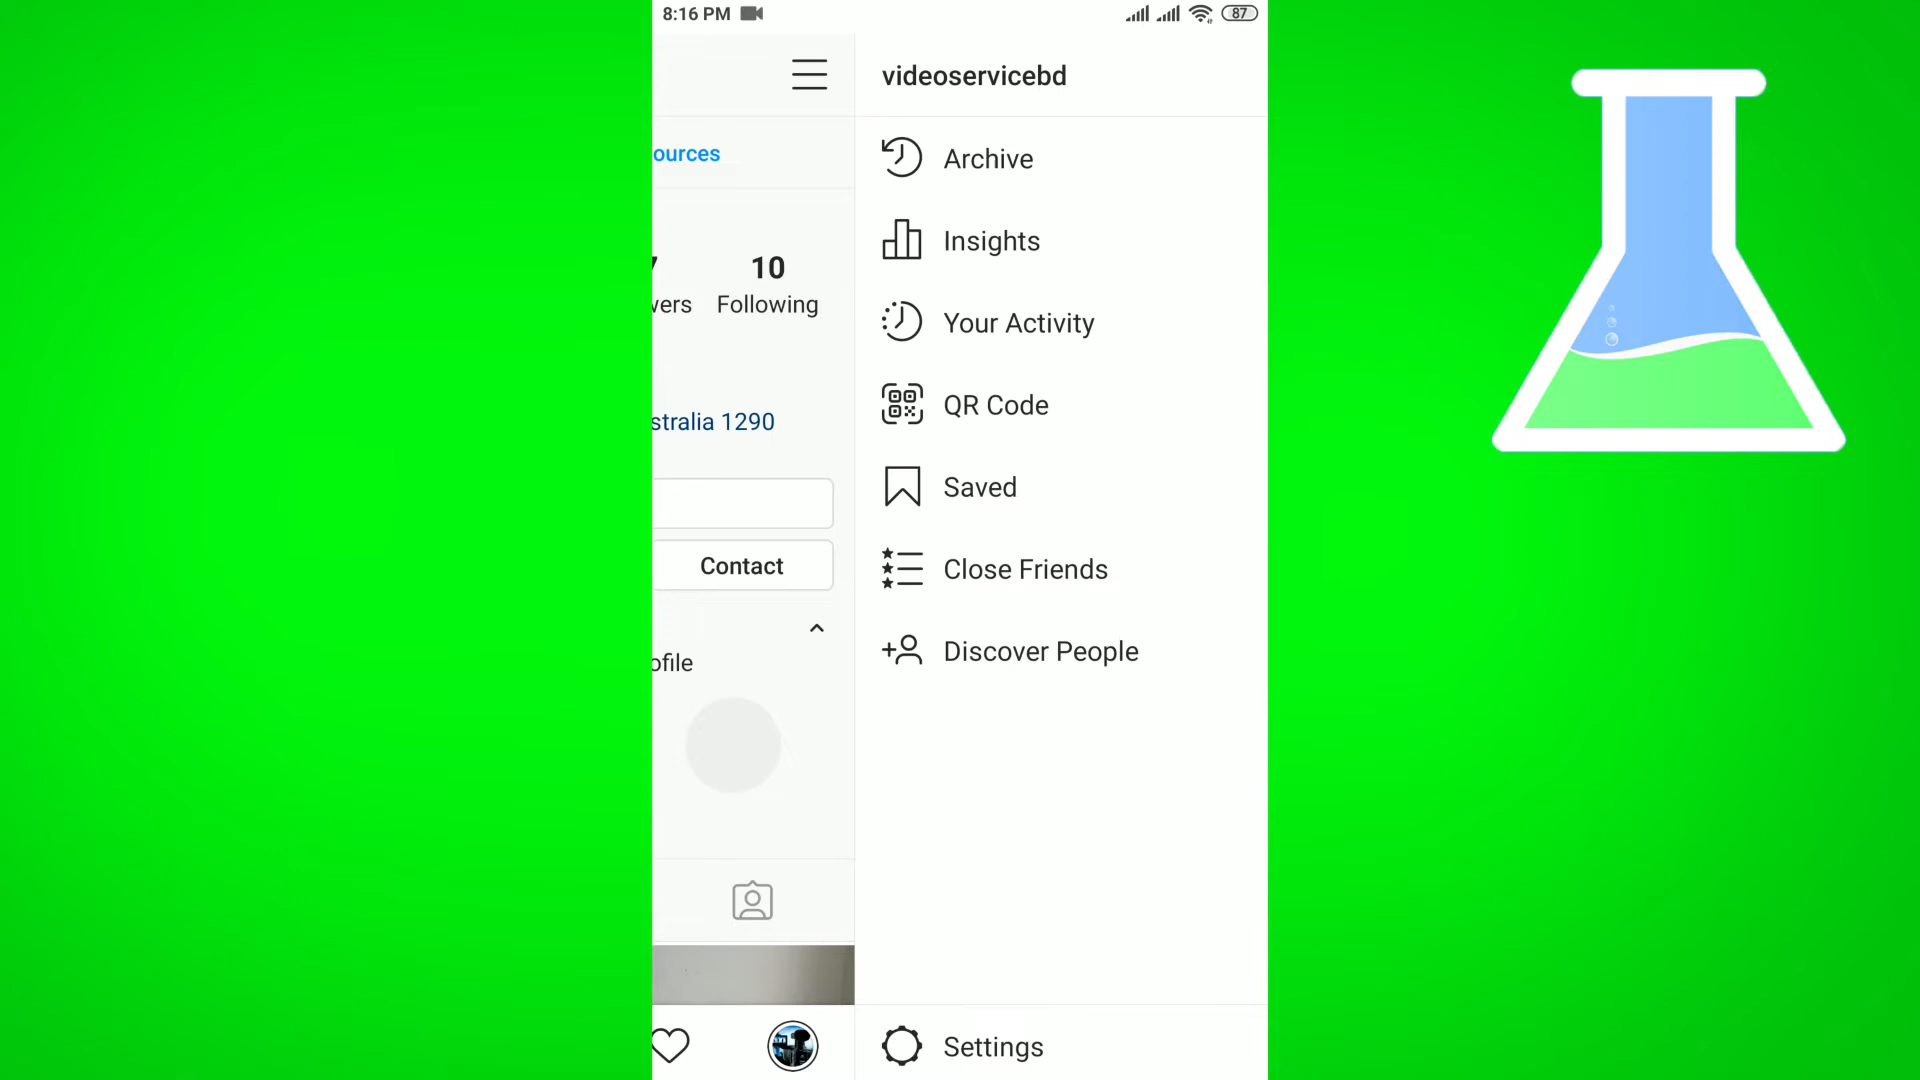 8:16 PM
87
videoservicebd
ources
Archive
Insights
10
vers
Following
Your Activity
stralia 1290
QR Code
Saved
Contact
Close Friends
ofile
Discover People
Settings